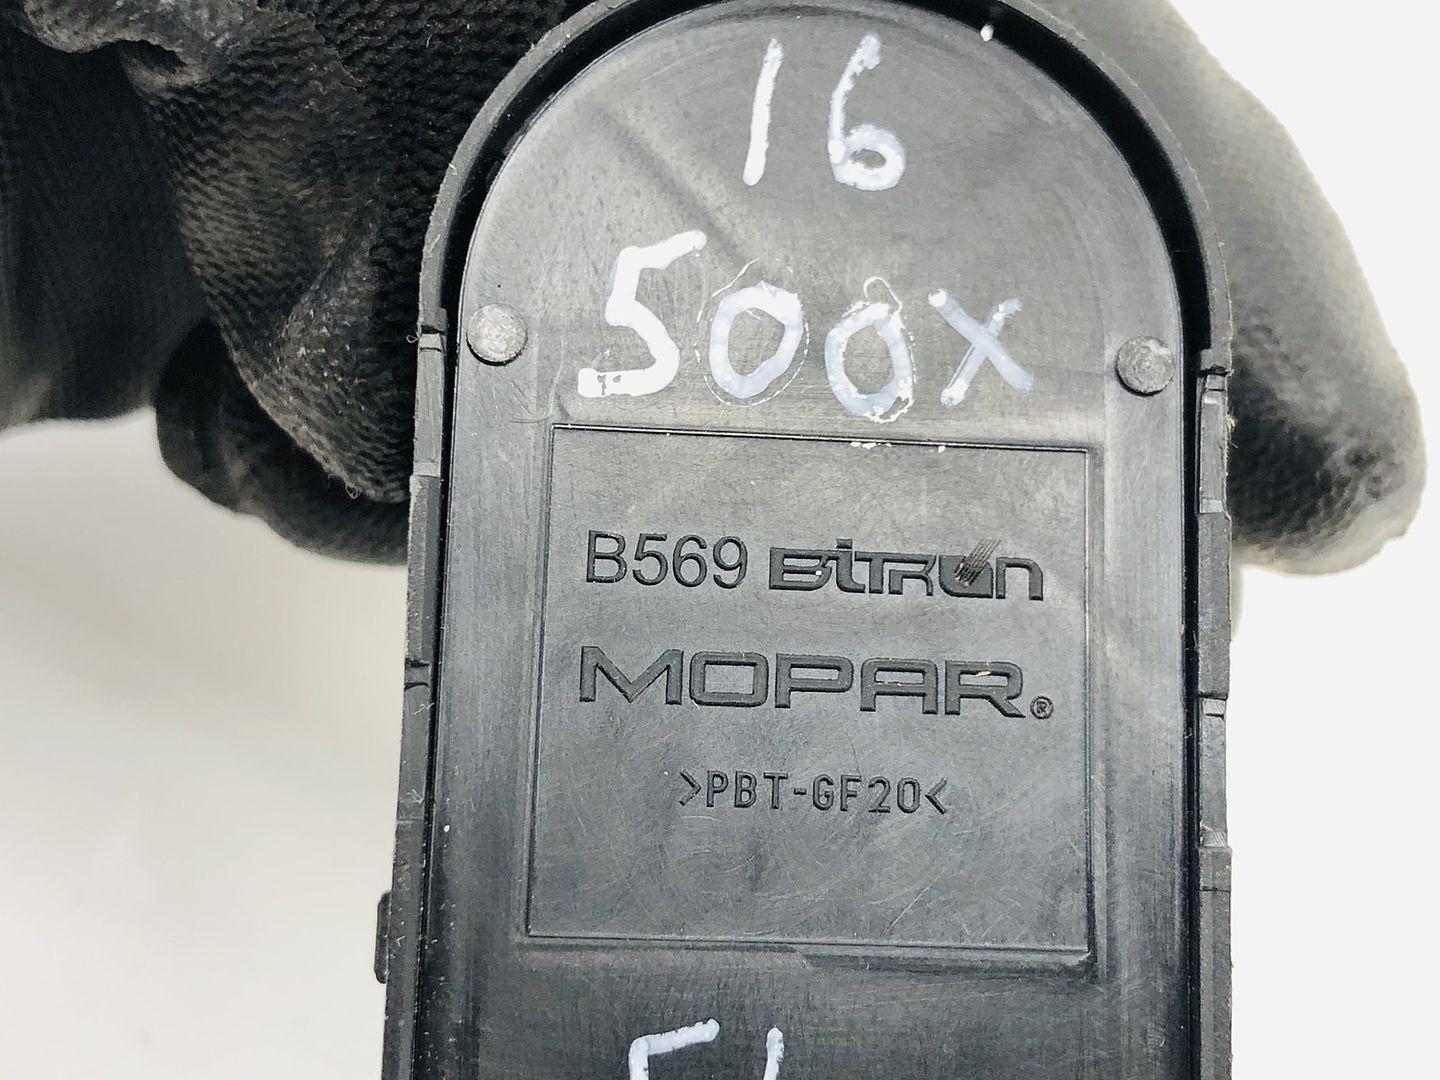 16
500X
B569 BiTRON
MOPAR®
>PBT-GF20<